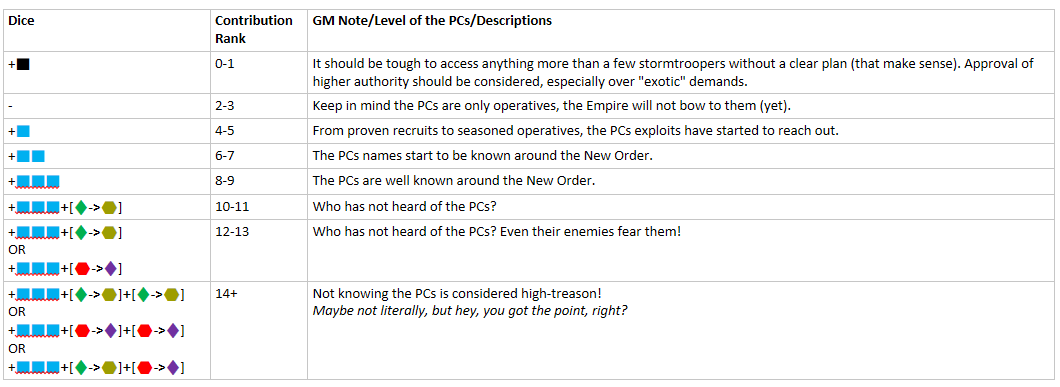 Dice Contribution Rank GM Note/Level of the PCs/Descriptions
+■ 0-1 It should be tough to access anything more than a few stormtroopers without a clear plan (that make sense). Approval of
higher authority should be considered, especially over "exotic" demands.
- 2-3 Keep in mind the PCs are only operatives, the Empire will not bow to them (yet).
+■ 4-5 From proven recruits to seasoned operatives, the PCs exploits have started to reach out.
+■■ 6-7 The PCs names start to be known around the New Order.
+■■■ 8-9 The PCs are well known around the New Order.
+■■■+[♦->⬢] 10-11 Who has not heard of the PCs?
+■■■+[♦->⬢] 12-13 Who has not heard of the PCs? Even their enemies fear them!
OR
+■■■+[⬢->♦]
+■■■+[♦->⬢]+[♦->⬢] 14+ Not knowing the PCs is considered high-treason!
OR Maybe not literally, but hey, you got the point, right?
+■■■+[⬢->♦]+[⬢->♦]
OR
+■■■+[♦->⬢]+[⬢->♦]